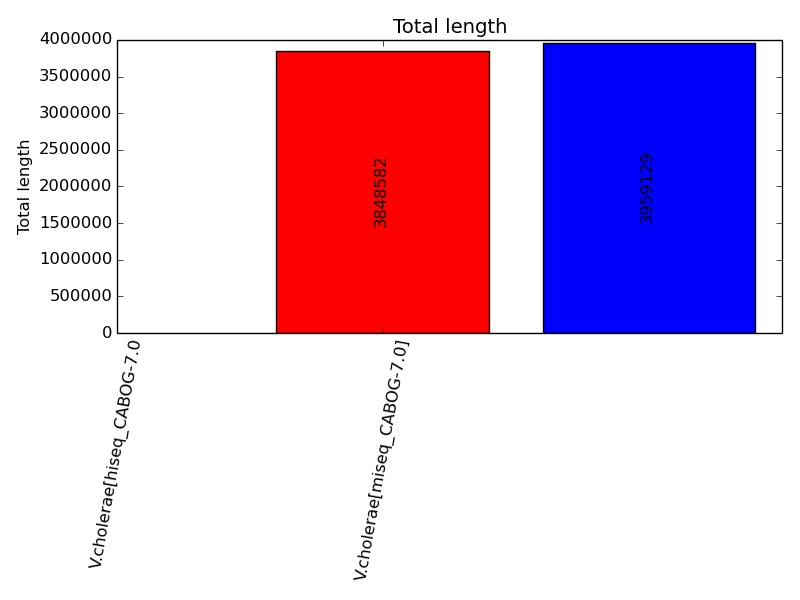 Total length
4000000
3500000
3000000
2500000
2000000
1500000
1000000
500000
0
Total length
3848582
3959129
V.cholerae[hiseq_CABOG-7.0
V.cholerae[miseq_CABOG-7.0]